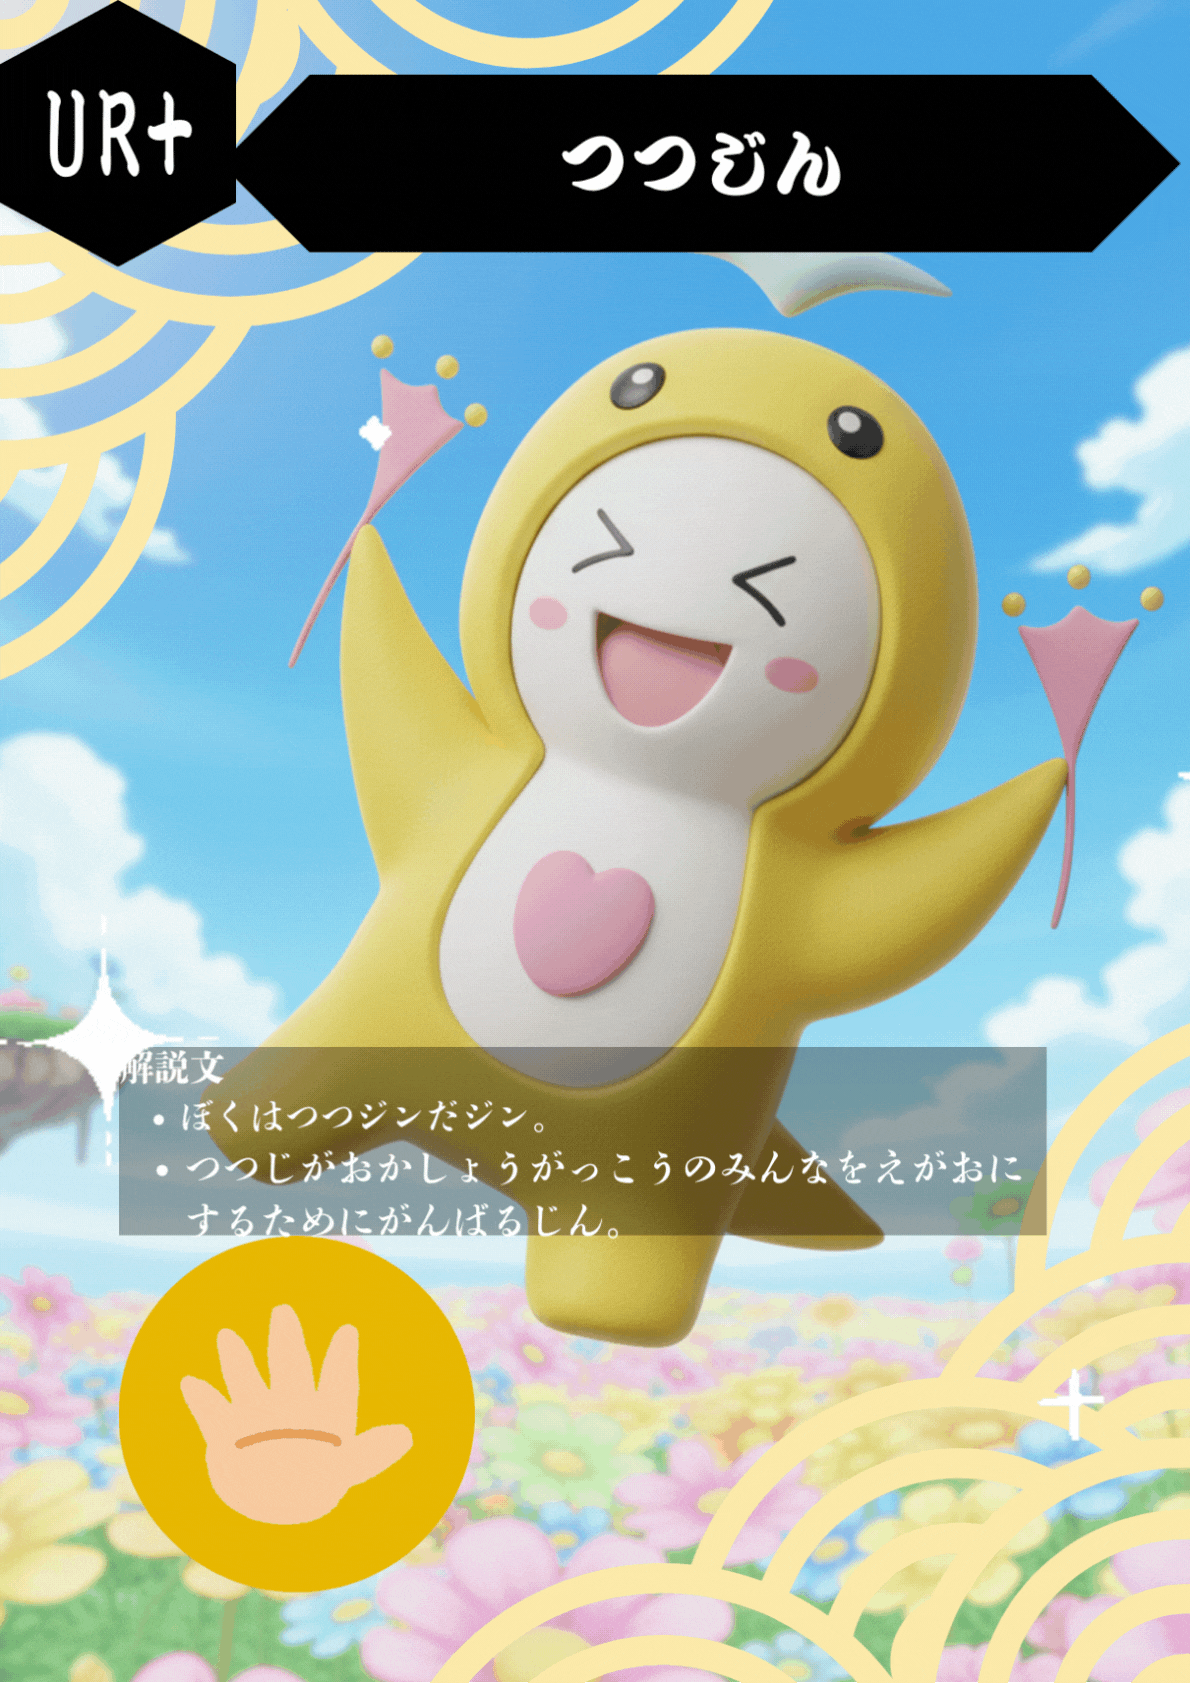 UR+
つつじん
解説文
• ぼくはつつジンだジン。
• つつじがおかしょうがっこうのみんなをえがおに
するためにがんばるじん。